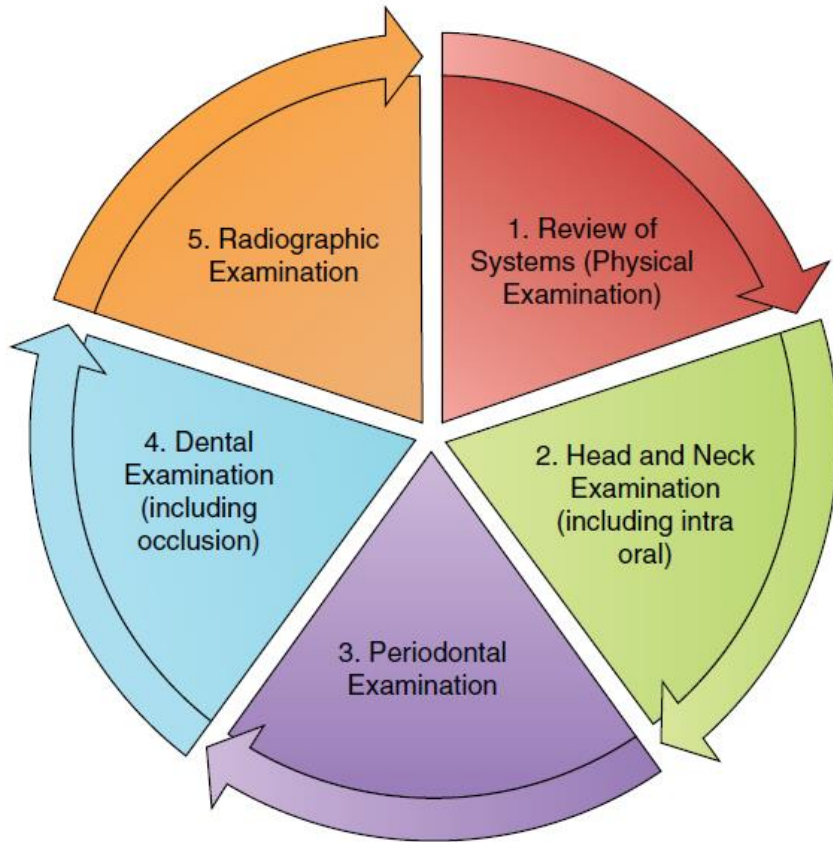 1. Review of
Systems (Physical
Examination)
2. Head and Neck
Examination
(including intra
oral)
3. Periodontal
Examination
4. Dental
Examination
(including
occlusion)
5. Radiographic
Examination